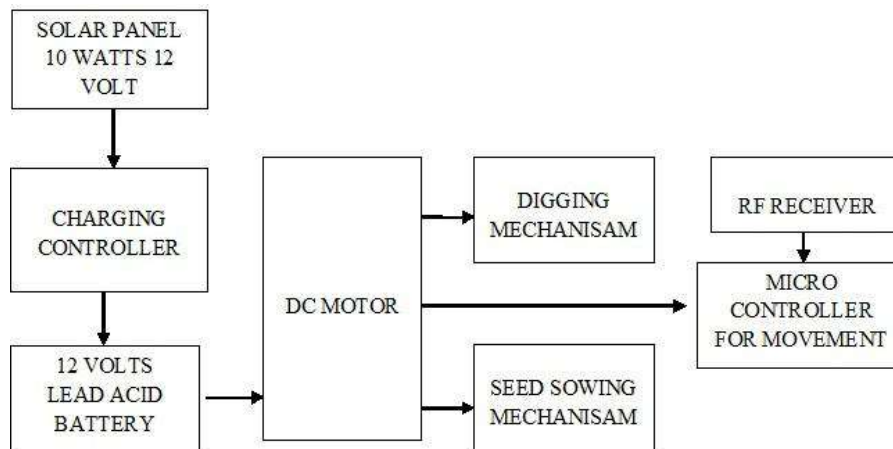 SOLAR PANEL
10 WATTS 12
VOLT
CHARGING
CONTROLLER
12 VOLTS
LEAD ACID
BATTERY
DC MOTOR
DIGGING
MECHANISAM
SEED SOWING
MECHANISAM
RF RECEIVER
MICRO
CONTROLLER
FOR MOVEMENT